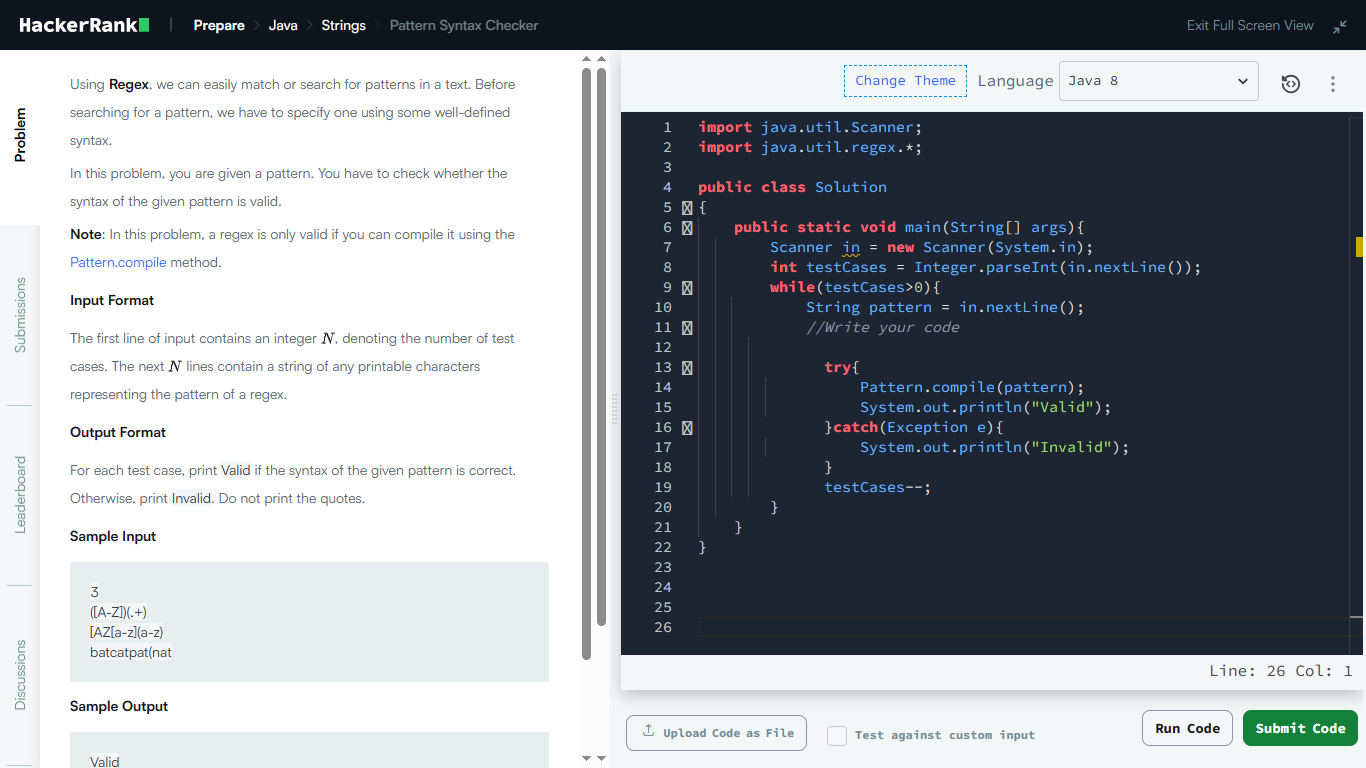 HackerRank | Prepare > Java > Strings > Pattern Syntax Checker
Exit Full Screen View
Problem
Submissions
Leaderboard
Discussions
Using Regex, we can easily match or search for patterns in a text. Before
searching for a pattern, we have to specify one using some well-defined
syntax.
In this problem, you are given a pattern. You have to check whether the
syntax of the given pattern is valid.
Note: In this problem, a regex is only valid if you can compile it using the
Pattern.compile method.
Input Format
The first line of input contains an integer N, denoting the number of test
cases. The next N lines contain a string of any printable characters
representing the pattern of a regex.
Output Format
For each test case, print Valid if the syntax of the given pattern is correct.
Otherwise, print Invalid. Do not print the quotes.
Sample Input
3
([A-Z])(.+)
[AZ[a-z](a-z)
batcatpat(nat
Sample Output
Valid
Change Theme Language Java 8
1 import java.util.Scanner;
2 import java.util.regex.*;
3
4 public class Solution
5 {
6 public static void main(String[] args){
7 Scanner in = new Scanner(System.in);
8 int testCases = Integer.parseInt(in.nextLine());
9 while(testCases>0){
10 String pattern = in.nextLine();
11 //Write your code
12
13 try{
14 Pattern.compile(pattern);
15 System.out.println("Valid");
16 }catch(Exception e){
17 System.out.println("Invalid");
18 }
19 testCases--;
20 }
21 }
22 }
23
24
25
26
Line: 26 Col: 1
Upload Code as File
Test against custom input
Run Code
Submit Code